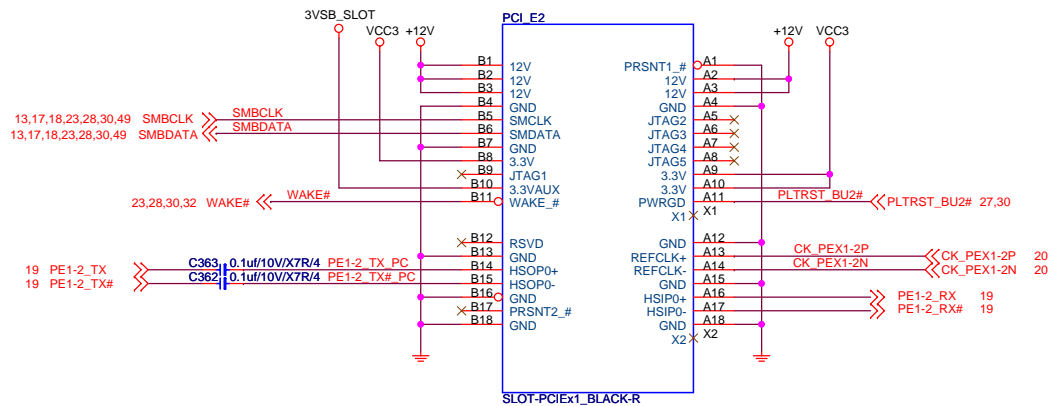 PCI_E2
3VSB_SLOT
VCC3
+12V
+12V
VCC3
B1 12V
B2 12V
B3 12V
B4 GND
13,17,18,23,28,30,49 SMBCLK SMBCLK B5 SMCLK
13,17,18,23,28,30,49 SMBDATA SMBDATA B6 SMDATA
B7 GND
B8 3.3V
B9 JTAG1
B10 3.3VAUX
23,28,30,32 WAKE# WAKE# B11 WAKE_#
B12 RSVD
B13 GND
19 PE1-2_TX C363 0.1uf/10V/X7R/4 PE1-2_TX_PC B14 HSOP0+
19 PE1-2_TX# C362 0.1uf/10V/X7R/4 PE1-2_TX#_PC B15 HSOP0-
B16 GND
B17 PRSNT2_#
B18 GND
PRSNT1_# A1
12V A2
12V A3
GND A4
JTAG2 A5
JTAG3 A6
JTAG4 A7
JTAG5 A8
3.3V A9
3.3V A10
PWRGD A11 PLTRST_BU2# PLTRST_BU2# 27,30
X1 X1
GND A12
REFCLK+ A13 CK_PEX1-2P CK_PEX1-2P 20
REFCLK- A14 CK_PEX1-2N CK_PEX1-2N 20
GND A15
HSIP0+ A16 PE1-2_RX 19
HSIP0- A17 PE1-2_RX# 19
GND A18
X2 X2
SLOT-PCIEx1_BLACK-R